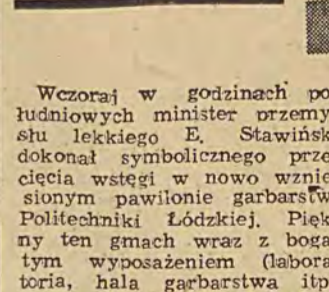 Wczoraj w godzinach po
łudniowych minister przemy
słu lekkiego E. Stawińsk
dokonał symbolicznego prze
cięcia wstęgi w nowo wznie
sionym pawilonie garbarstw
Politechniki Łódzkiej. Pięk
ny ten gmach wraz z boga
tym wyposażeniem (labora
toria, hala garbarstwa itp